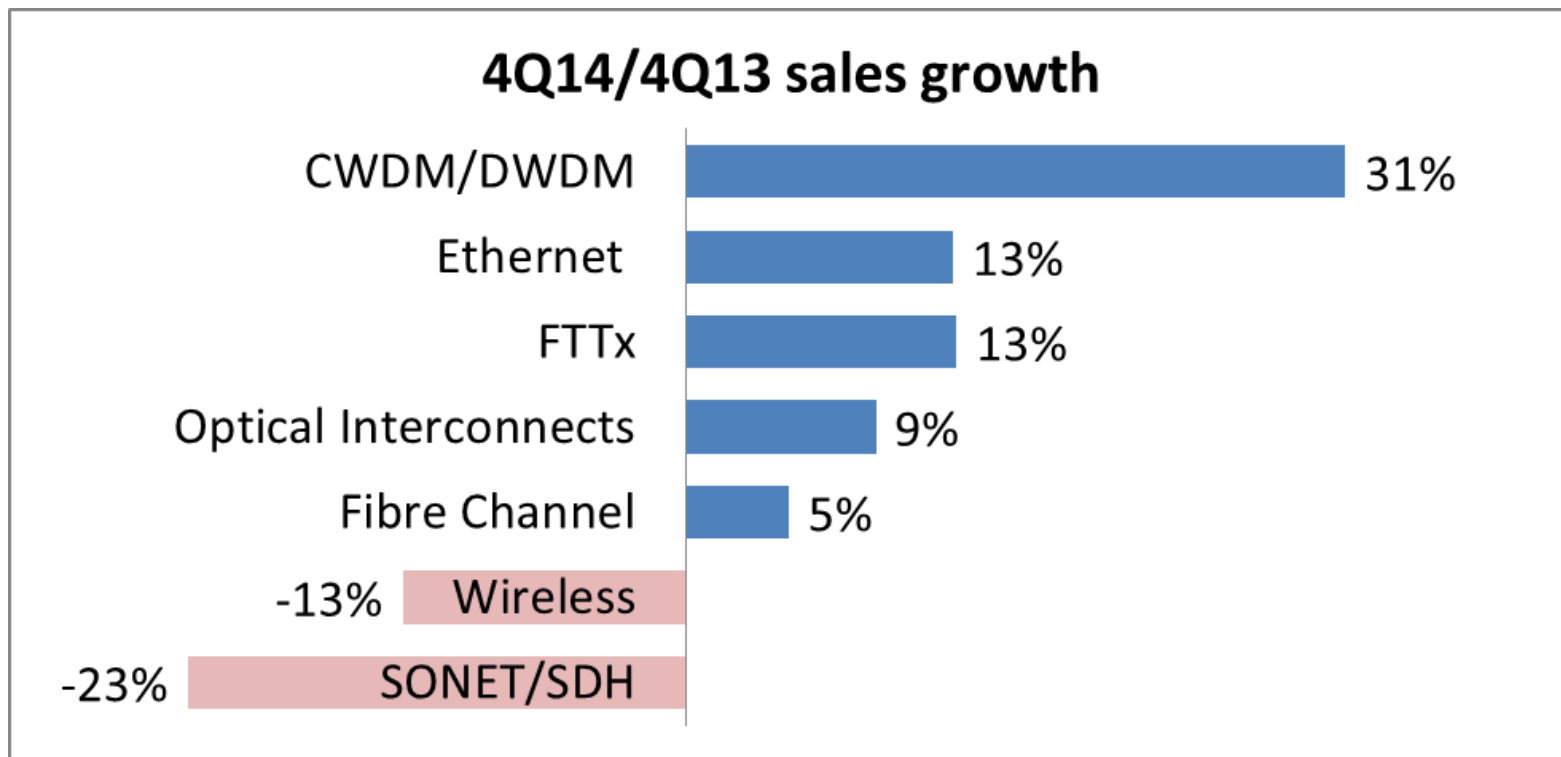 4Q14/4Q13 sales growth
CWDM/DWDM 31%
Ethernet 13%
FTTx 13%
Optical Interconnects 9%
Fibre Channel 5%
-13% Wireless
-23% SONET/SDH